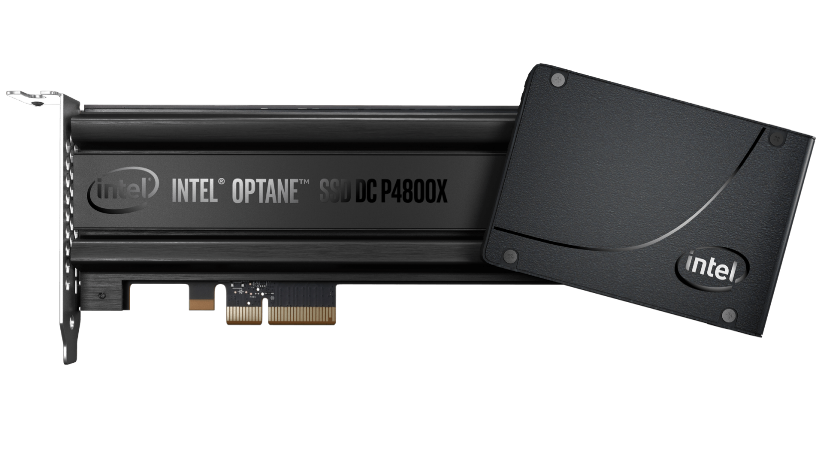 intel INTEL® OPTANE™ SSD DC P4800X
intel